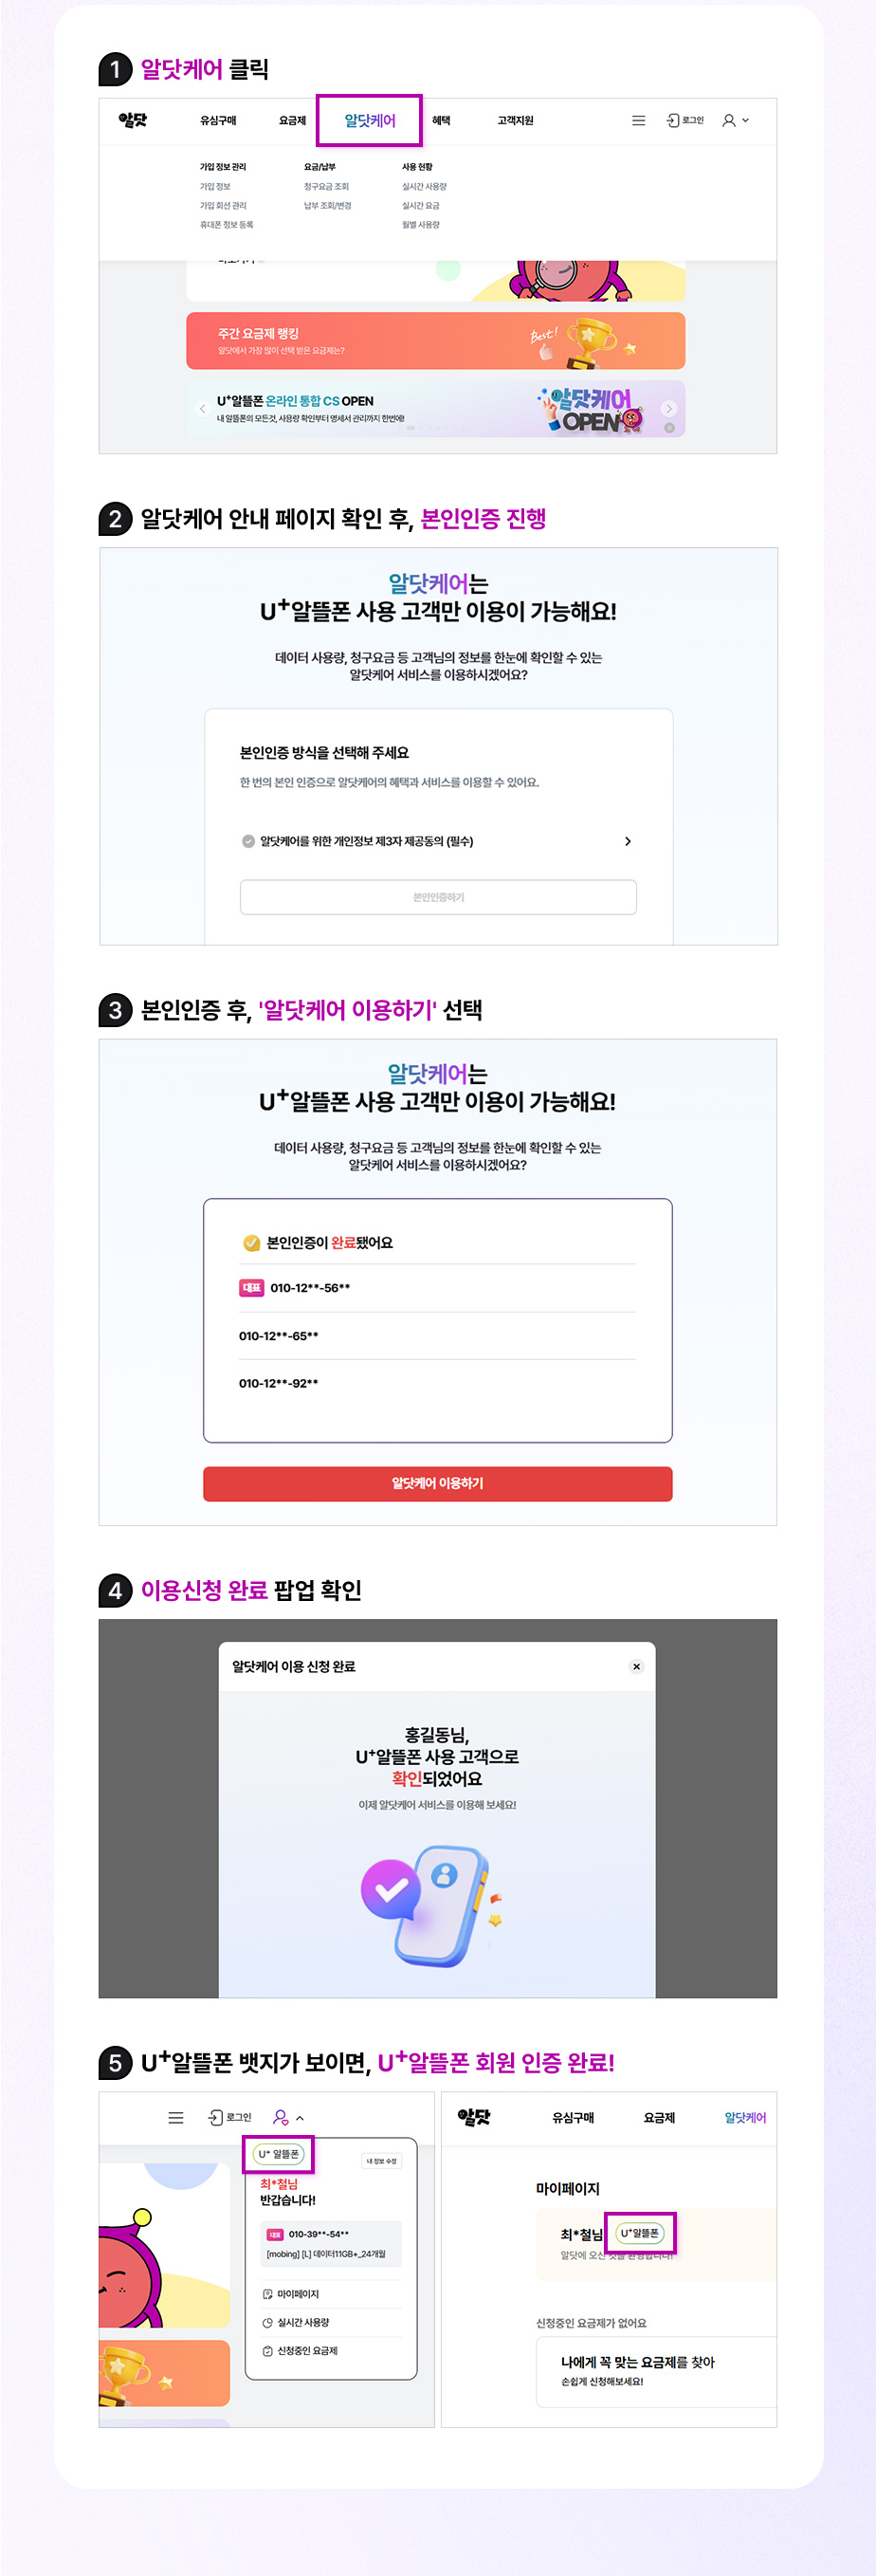 1 알닷케어 클릭
알닷
유심구매 요금제 알닷케어 혜택 고객지원 로그인
가입 정보 관리 요금/납부 사용 현황
가입 정보 청구요금 조회 실시간 사용량
가입 회선 관리 납부 조회/변경 실시간 요금
휴대폰 정보 등록 월별 사용량
주간 요금제 랭킹
알닷에서 가장 많이 선택 받은 요금제는?
Best!
U+알뜰폰 온라인 통합 CS OPEN
내 알뜰폰의 모든것, 사용량 확인부터 명세서 관리까지 한번에!
알닷케어
OPEN
2 알닷케어 안내 페이지 확인 후, 본인인증 진행
알닷케어는
U+알뜰폰 사용 고객만 이용이 가능해요!
데이터 사용량, 청구요금 등 고객님의 정보를 한눈에 확인할 수 있는
알닷케어 서비스를 이용하시겠어요?
본인인증 방식을 선택해 주세요
한 번의 본인 인증으로 알닷케어의 혜택과 서비스를 이용할 수 있어요.
알닷케어를 위한 개인정보 제3자 제공동의 (필수)
본인인증하기
3 본인인증 후, '알닷케어 이용하기' 선택
알닷케어는
U+알뜰폰 사용 고객만 이용이 가능해요!
데이터 사용량, 청구요금 등 고객님의 정보를 한눈에 확인할 수 있는
알닷케어 서비스를 이용하시겠어요?
본인인증이 완료됐어요
대표 010-12**-56**
010-12**-65**
010-12**-92**
알닷케어 이용하기
4 이용신청 완료 팝업 확인
알닷케어 이용 신청 완료
홍길동님,
U+알뜰폰 사용 고객으로
확인되었어요
이제 알닷케어 서비스를 이용해 보세요!
5 U+알뜰폰 뱃지가 보이면, U+알뜰폰 회원 인증 완료!
로그인
U+ 알뜰폰
내 정보 수정
최*철님
반갑습니다!
대표 010-39**-54**
[mobing] [L] 데이터11GB+_24개월
마이페이지
실시간 사용량
신청중인 요금제
알닷 유심구매 요금제 알닷케어
마이페이지
최*철님 U+알뜰폰
알닷에 오신 것을 환영합니다!
신청중인 요금제가 없어요
나에게 꼭 맞는 요금제를 찾아
손쉽게 신청해보세요!